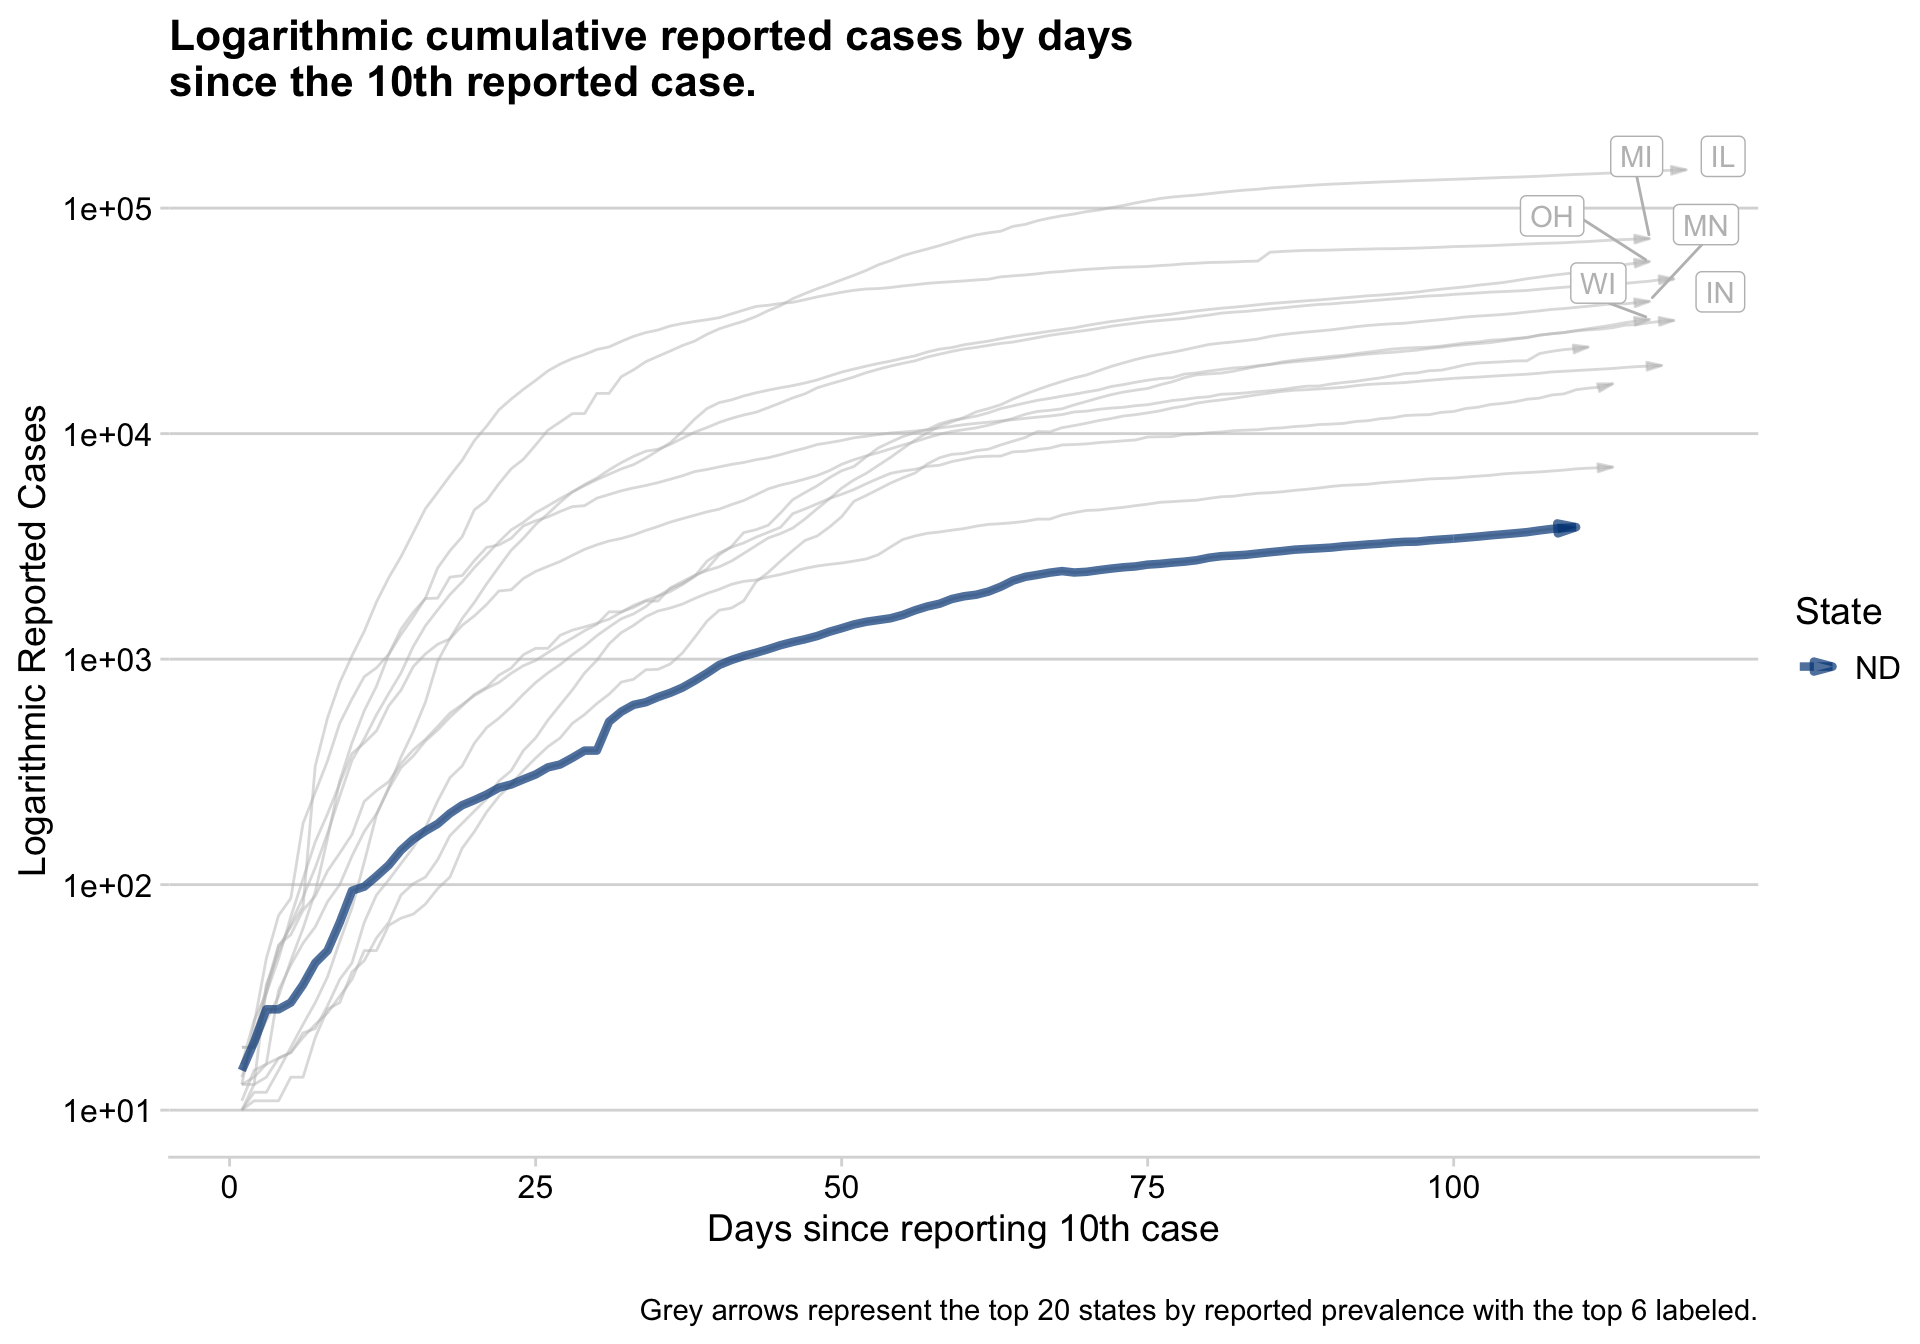 Logarithmic cumulative reported cases by days
since the 10th reported case.
MI
IL
1e+05
OH
MN
WI
IN
1e+04
Logarithmic Reported Cases
State
ND
1e+03
1e+02
1e+01
0 25 50 75 100
Days since reporting 10th case
Grey arrows represent the top 20 states by reported prevalence with the top 6 labeled.